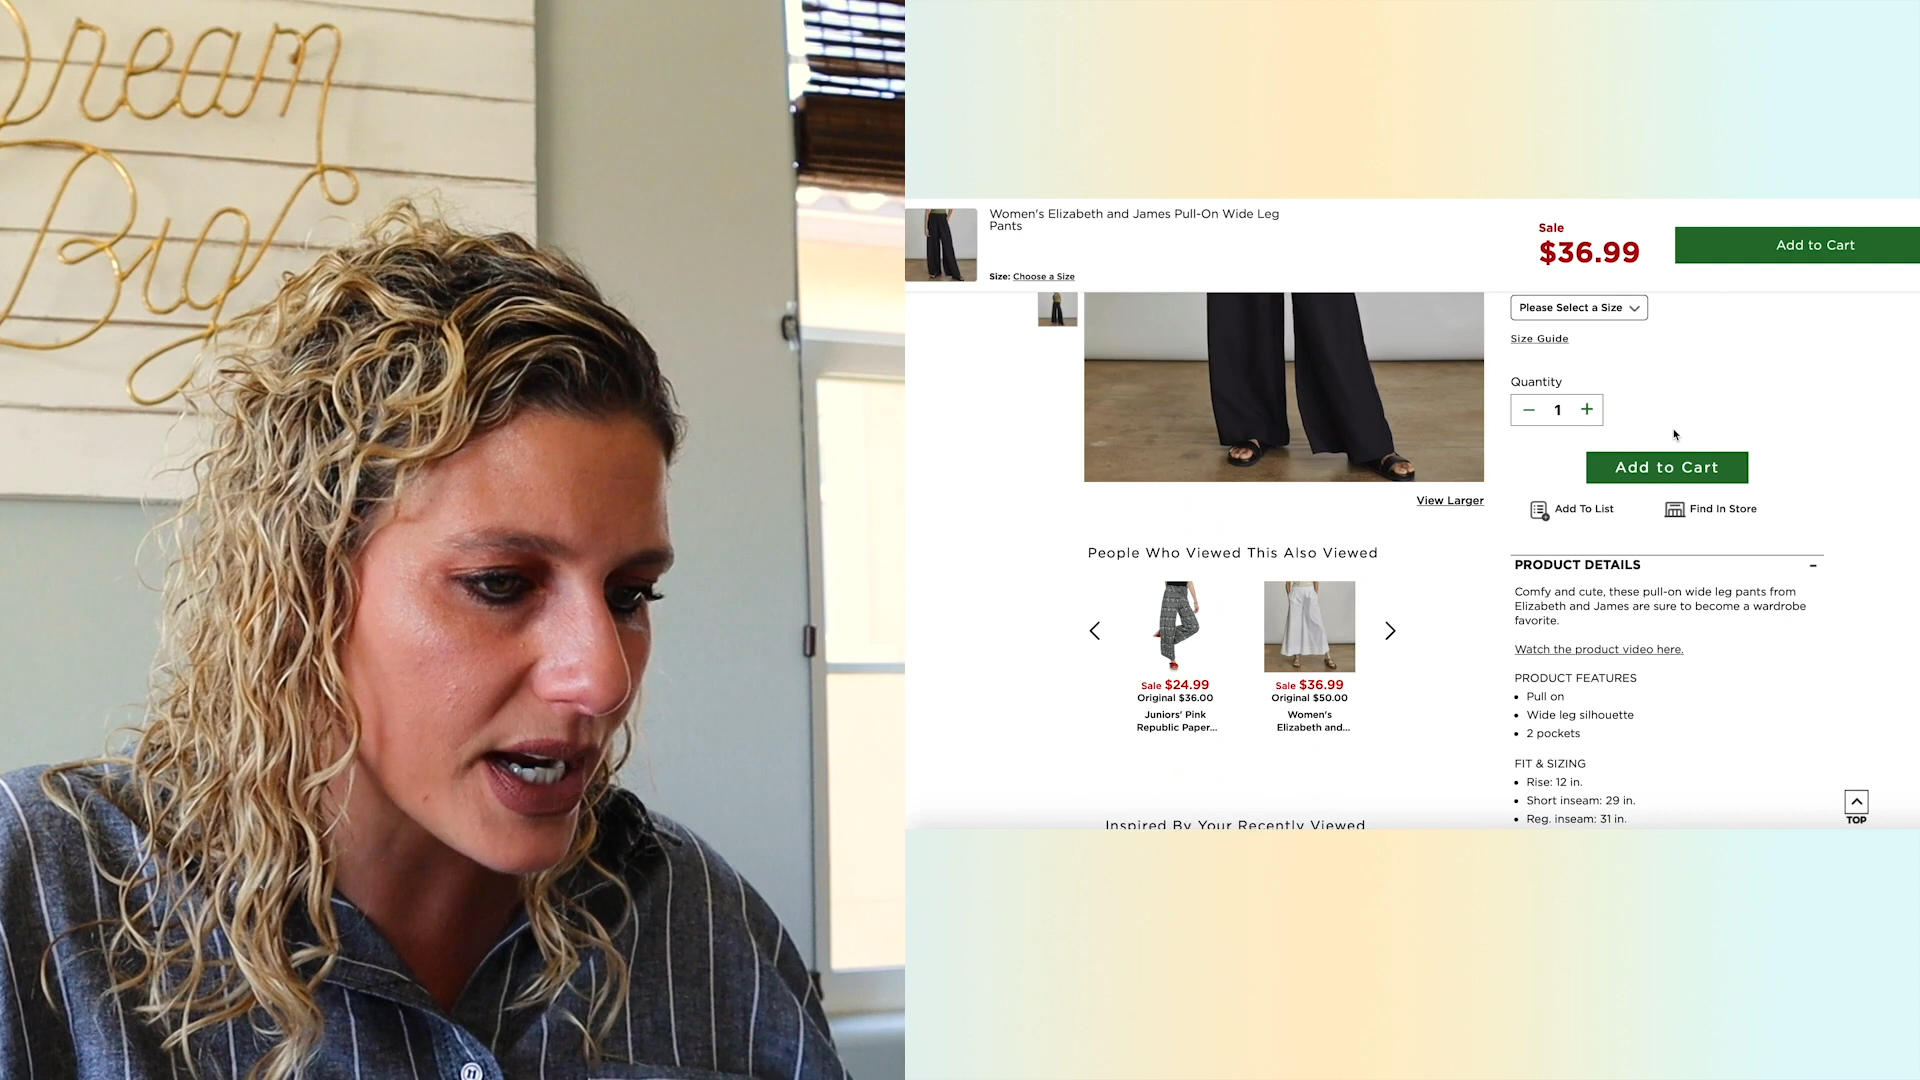 Dream
Big
Women's Elizabeth and James Pull-On Wide Leg
Pants
Size: Choose a Size
Sale
$36.99
Add to Cart
Please Select a Size
Size Guide
Quantity
− 1 +
Add to Cart
Add To List
Find In Store
View Larger
People Who Viewed This Also Viewed
Sale $24.99
Original $36.00
Juniors' Pink
Republic Paper...
Sale $36.99
Original $50.00
Women's
Elizabeth and...
Inspired By Your Recently Viewed
PRODUCT DETAILS −
Comfy and cute, these pull-on wide leg pants from
Elizabeth and James are sure to become a wardrobe
favorite.
Watch the product video here.
PRODUCT FEATURES
• Pull on
• Wide leg silhouette
• 2 pockets
FIT & SIZING
• Rise: 12 in.
• Short inseam: 29 in.
• Reg. inseam: 31 in.
TOP